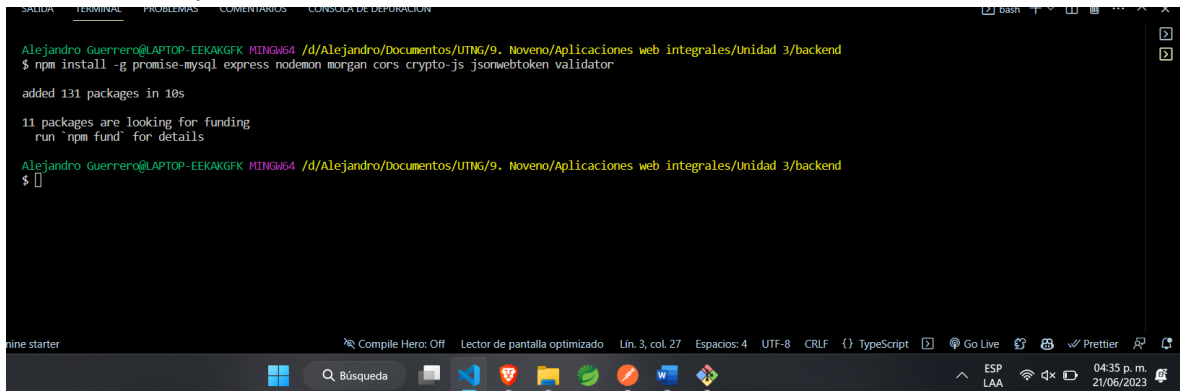 SALIDA TERMINAL PROBLEMAS COMENTARIOS CONSOLA DE DEPURACIÓN bash
Alejandro Guerrero@LAPTOP-EEKAKGFK MINGW64 /d/Alejandro/Documentos/UTNG/9. Noveno/Aplicaciones web integrales/Unidad 3/backend
$ npm install -g promise-mysql express nodemon morgan cors crypto-js jsonwebtoken validator
added 131 packages in 10s
11 packages are looking for funding
run `npm fund` for details
Alejandro Guerrero@LAPTOP-EEKAKGFK MINGW64 /d/Alejandro/Documentos/UTNG/9. Noveno/Aplicaciones web integrales/Unidad 3/backend
$
nine starter Compile Hero: Off Lector de pantalla optimizado Lín. 3, col. 27 Espacios: 4 UTF-8 CRLF {} TypeScript Go Live Prettier
Búsqueda ESP 04:35 p. m.
LAA 21/06/2023